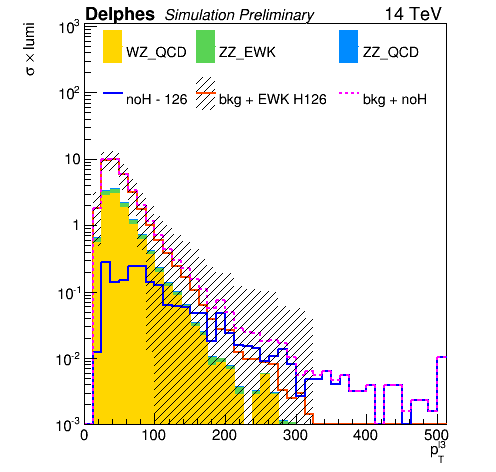 Delphes Simulation Preliminary 14 TeV
σ × lumi
WZ_QCD ZZ_EWK ZZ_QCD
noH - 126 bkg + EWK H126 bkg + noH
10³
10²
10
1
10⁻¹
10⁻²
10⁻³
0 100 200 300 400 500
p_T^l3